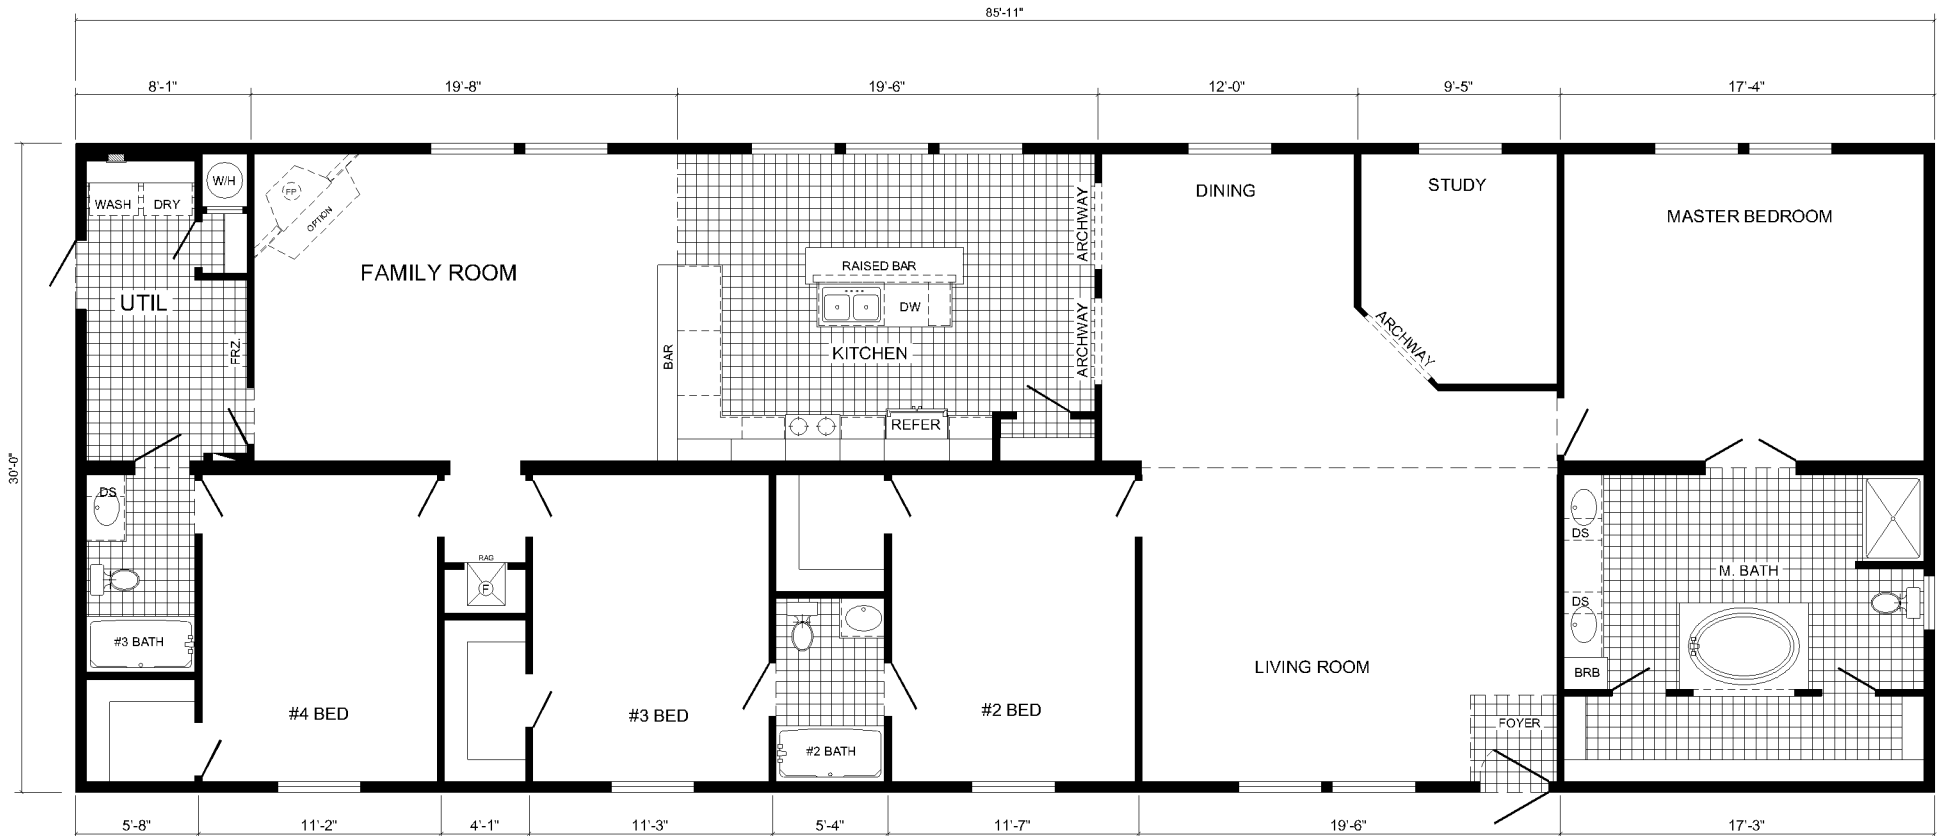 85'-11"
8'-1" 19'-8" 19'-6" 12'-0" 9'-5" 17'-4"
30'-0"
W/H
WASH DRY
FP
OPTION
UTIL
FRZ.
FAMILY ROOM
BAR
RAISED BAR
DW
KITCHEN
REFER
ARCHWAY
ARCHWAY
DINING
STUDY
ARCHWAY
MASTER BEDROOM
DS
#3 BATH
#4 BED
RAG
F
#3 BED
#2 BATH
#2 BED
LIVING ROOM
FOYER
DS
DS
BRB
M. BATH
5'-8" 11'-2" 4'-1" 11'-3" 5'-4" 11'-7" 19'-6" 17'-3"